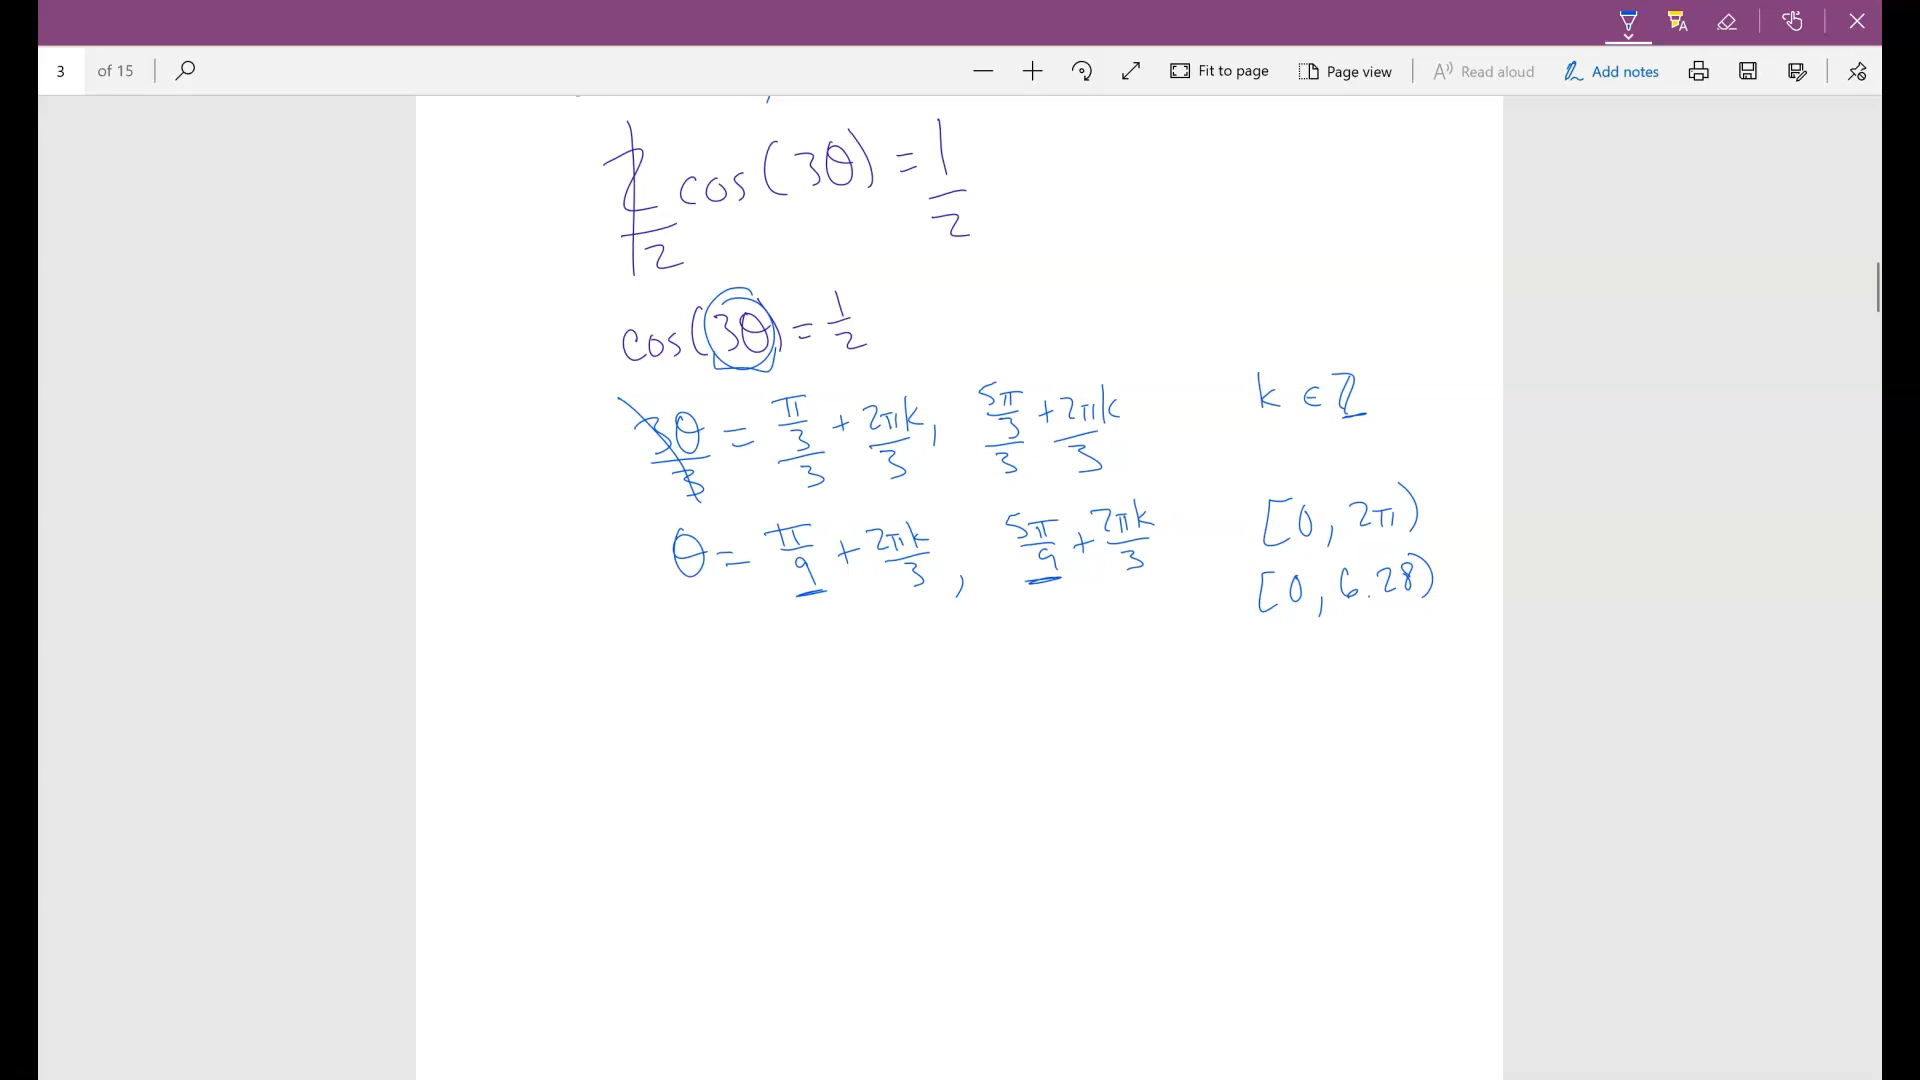 3 of 15 Fit to page Page view Read aloud Add notes
2/2 cos(3θ) = 1/2
cos(3θ) = 1/2
3θ/3 = π/3/3 + 2πk/3, 5π/3/3 + 2πk/3 k ∈ ℤ
θ = π/9 + 2πk/3, 5π/9 + 2πk/3 [0, 2π)
[0, 6.28)